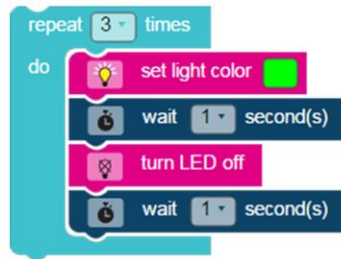 repeat 3 times
do set light color
wait 1 second(s)
turn LED off
wait 1 second(s)